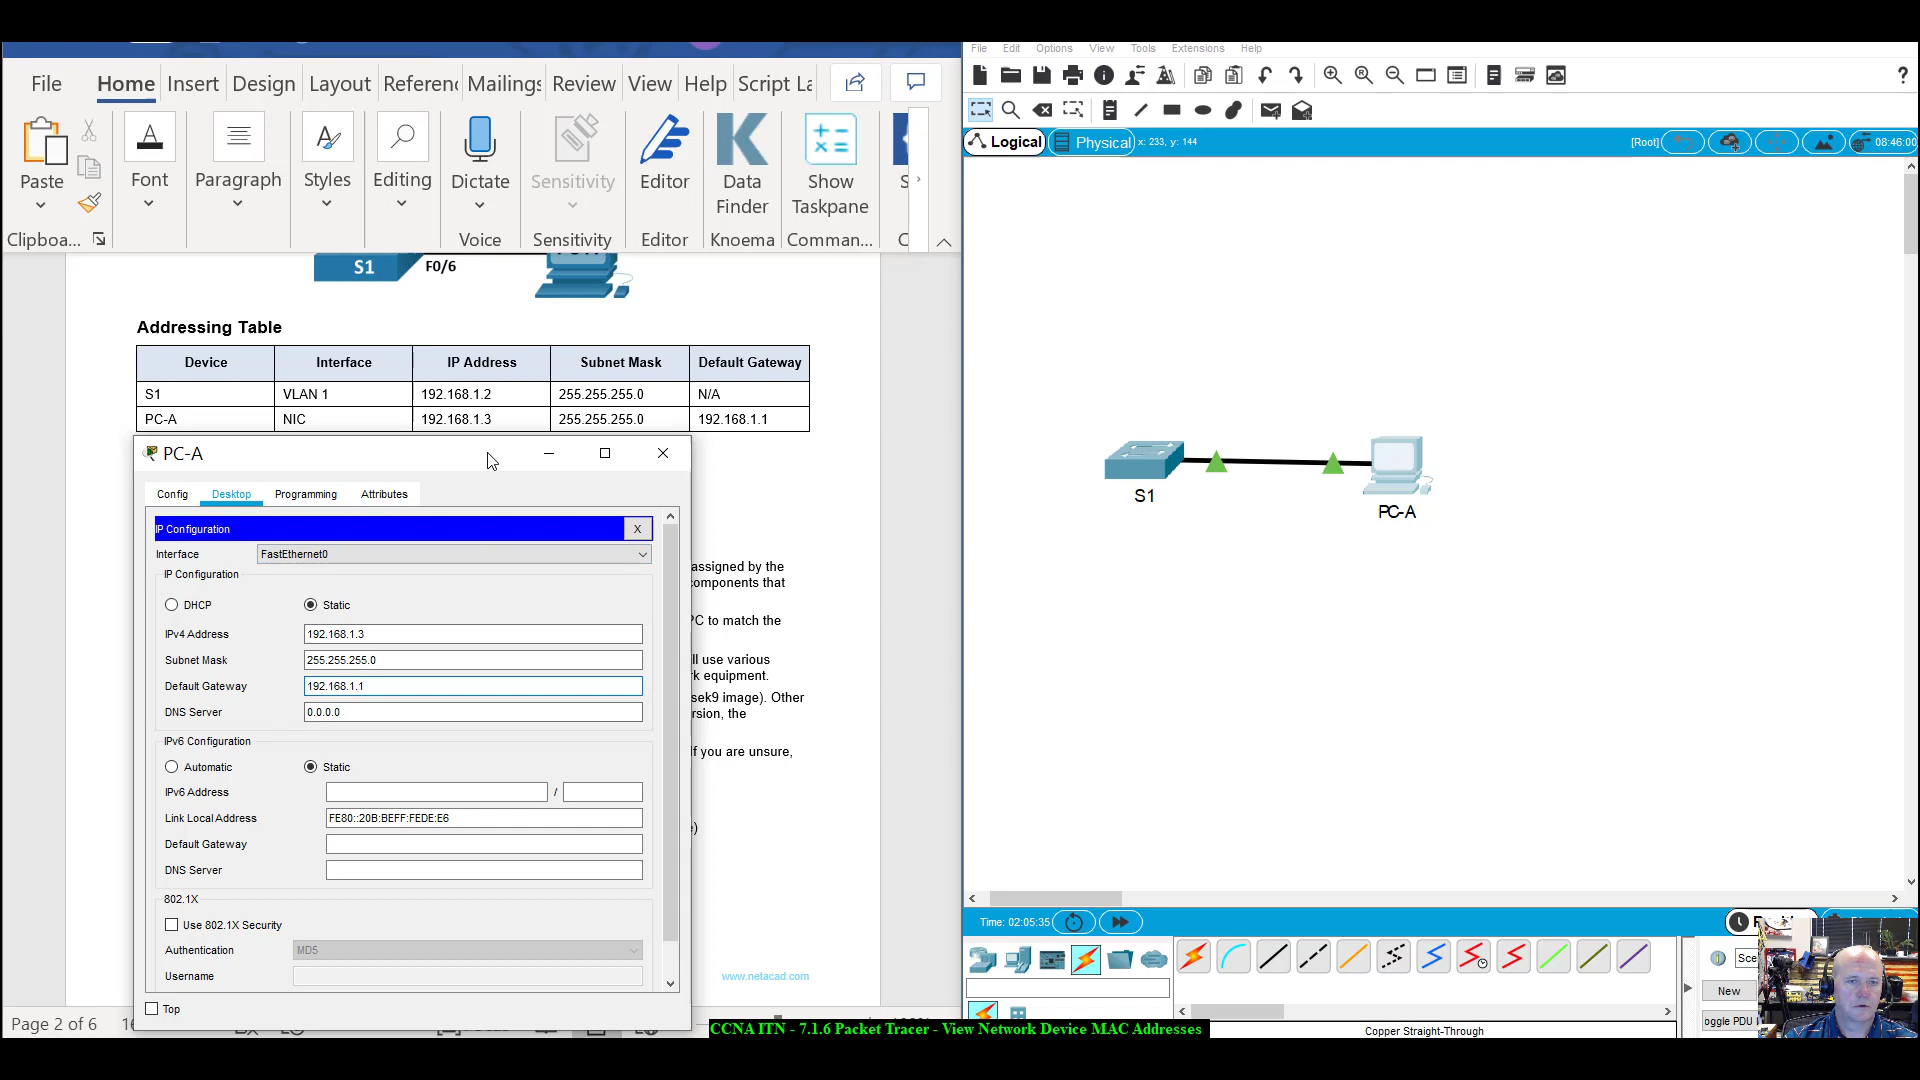 File Home Insert Design Layout Referenc Mailings Review View Help Script La
Paste Font Paragraph Styles Editing Dictate Sensitivity Editor Data Finder Show Taskpane
Clipboa... Voice Sensitivity Editor Knoema Comman...
S1 F0/6
Addressing Table
Device Interface IP Address Subnet Mask Default Gateway
S1 VLAN 1 192.168.1.2 255.255.255.0 N/A
PC-A NIC 192.168.1.3 255.255.255.0 192.168.1.1
PC-A
Config Desktop Programming Attributes
IP Configuration X
Interface FastEthernet0
IP Configuration
DHCP Static
IPv4 Address 192.168.1.3
Subnet Mask 255.255.255.0
Default Gateway 192.168.1.1
DNS Server 0.0.0.0
IPv6 Configuration
Automatic Static
IPv6 Address /
Link Local Address FE80::20B:BEFF:FEDE:E6
Default Gateway
DNS Server
802.1X
Use 802.1X Security
Authentication MD5
Username
Top
assigned by the
components that
PC to match the
ll use various
rk equipment.
sek9 image). Other
rsion, the
f you are unsure,
e)
www.netacad.com
Page 2 of 6
File Edit Options View Tools Extensions Help
?
Logical Physical x: 233, y: 144 [Root] 08:46:00
S1
PC-A
Time: 02:05:35
New
oggle PDU
Copper Straight-Through
CCNA ITN - 7.1.6 Packet Tracer - View Network Device MAC Addresses